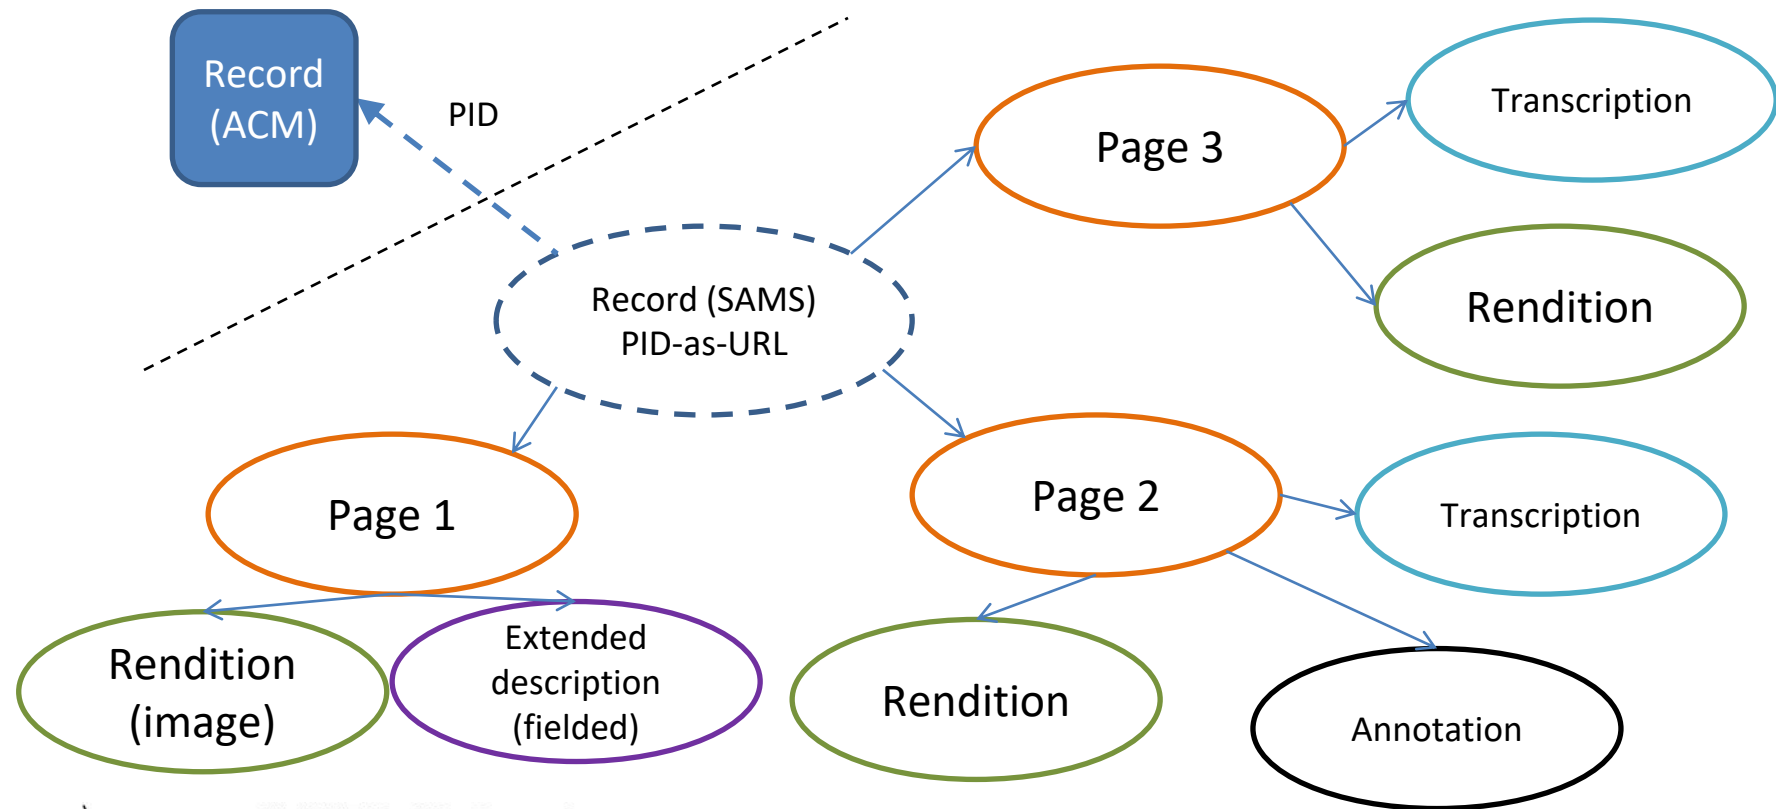 Record
(ACM)
PID
Page 3
Transcription
Record (SAMS)
PID-as-URL
Rendition
Page 1
Page 2
Transcription
Rendition
(image)
Extended
description
(fielded)
Rendition
Annotation